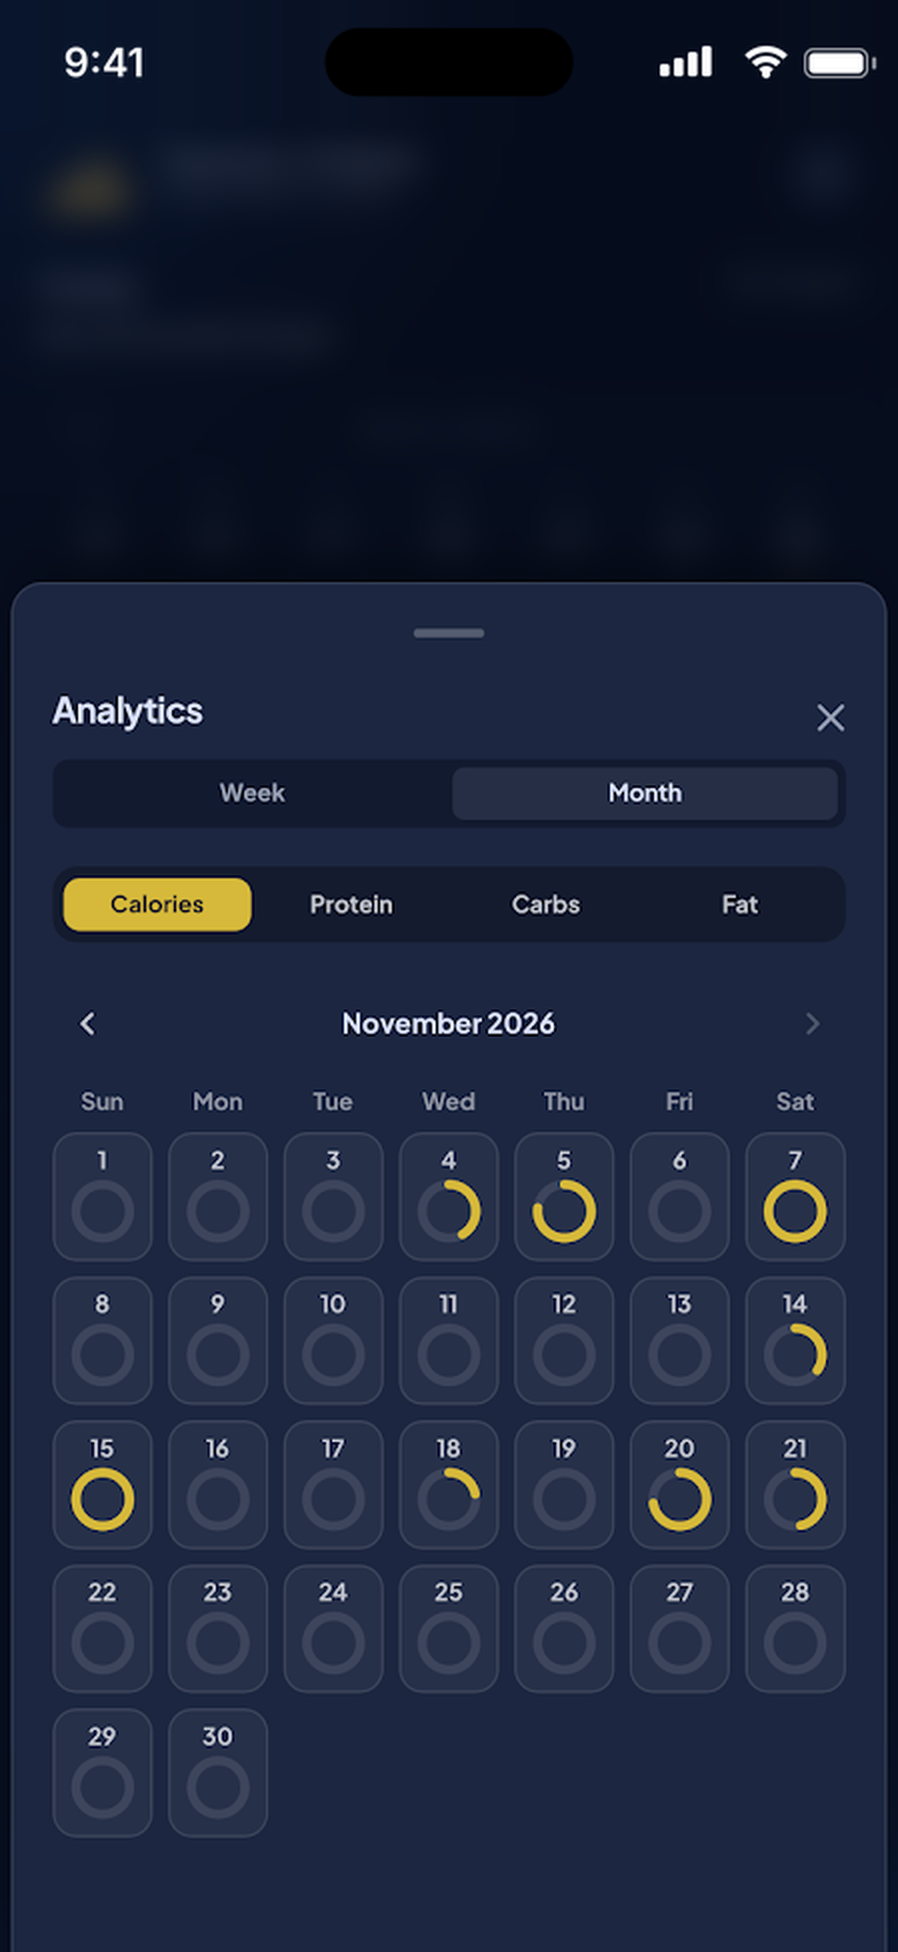 9:41
Analytics
Week Month
Calories Protein Carbs Fat
November 2026
Sun Mon Tue Wed Thu Fri Sat
1 2 3 4 5 6 7
8 9 10 11 12 13 14
15 16 17 18 19 20 21
22 23 24 25 26 27 28
29 30